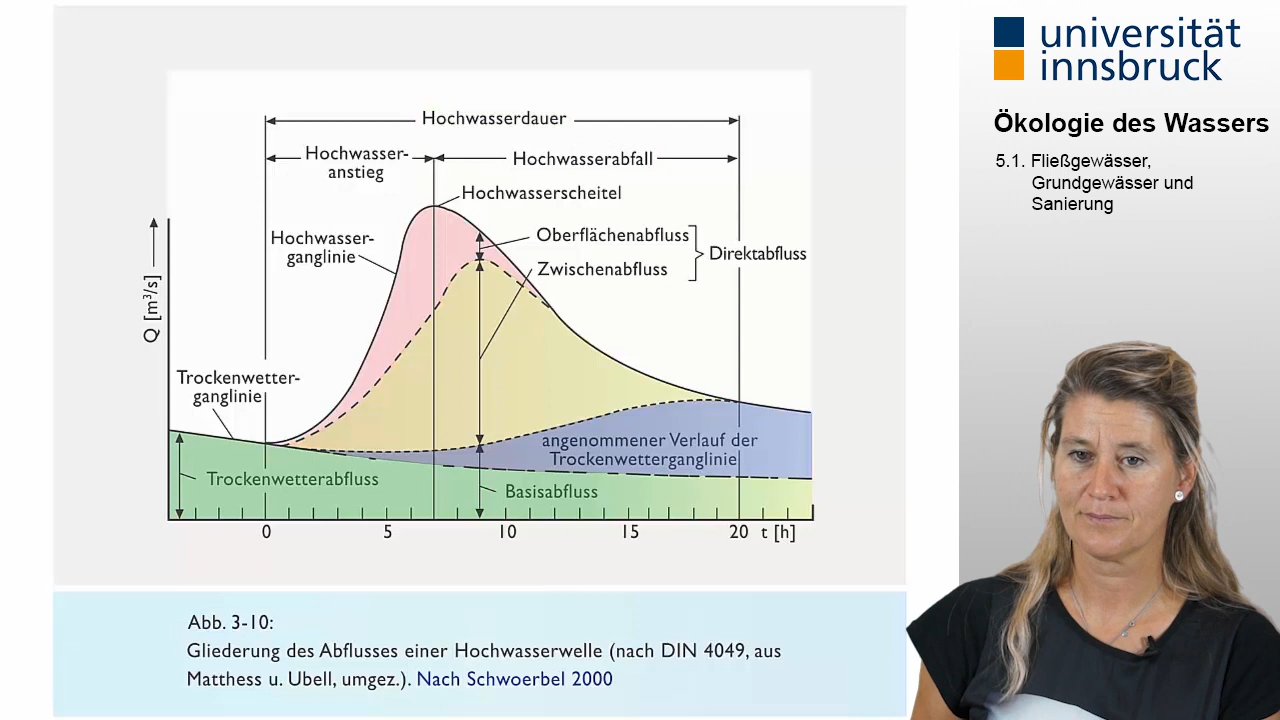 universität
innsbruck
Ökologie des Wassers
5.1. Fließgewässer,
Grundgewässer und
Sanierung
Hochwasserdauer
Hochwasser-
anstieg
Hochwasserabfall
Hochwasserscheitel
Hochwasser-
ganglinie
Oberflächenabfluss
Zwischenabfluss
Direktabfluss
Q [m³/s]
Trockenwetter-
ganglinie
angenommener Verlauf der
Trockenwetterganglinie
Trockenwetterabfluss
Basisabfluss
0 5 10 15 20 t [h]
Abb. 3-10:
Gliederung des Abflusses einer Hochwasserwelle (nach DIN 4049, aus
Matthess u. Ubell, umgez.). Nach Schwoerbel 2000